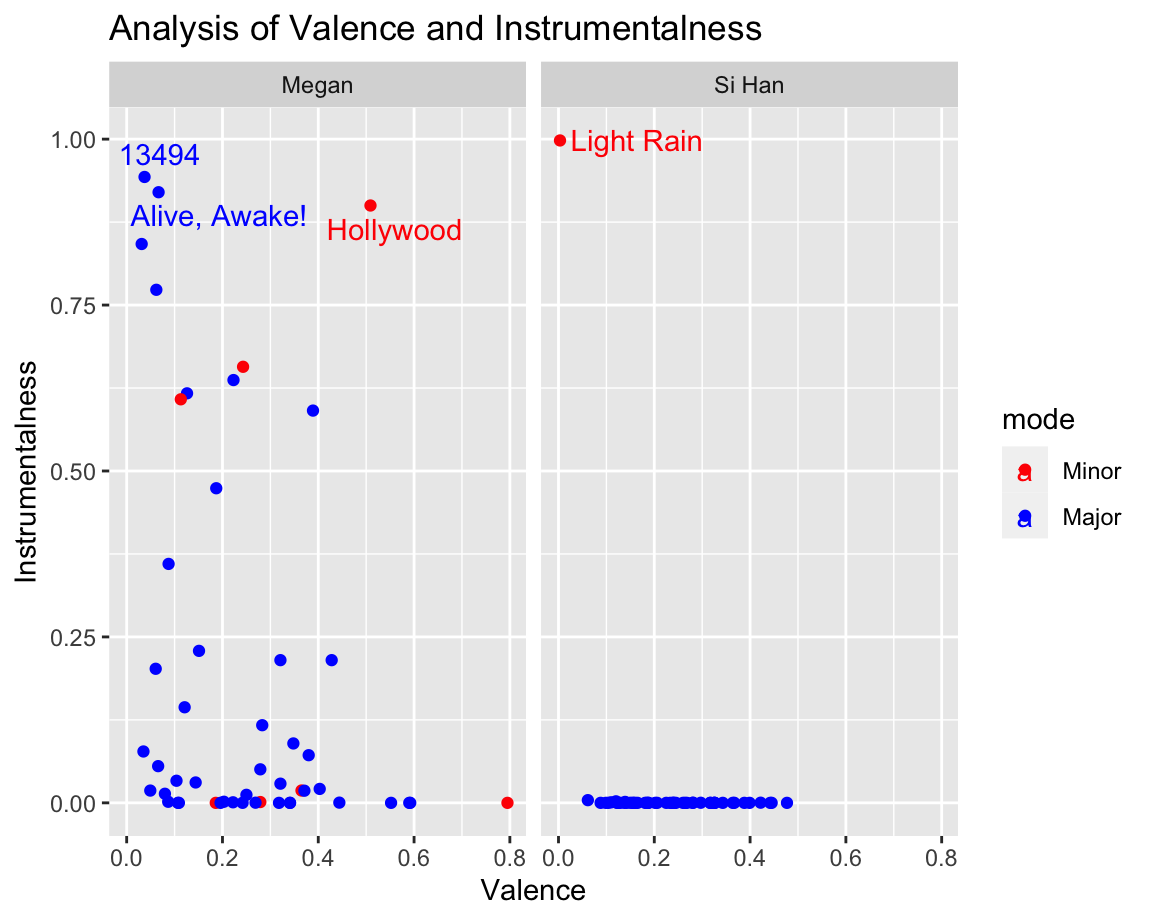 Analysis of Valence and Instrumentalness
Megan
Si Han
Instrumentalness
1.00
0.75
0.50
0.25
0.00
13494
Alive, Awake!
Hollywood
Light Rain
0.0 0.2 0.4 0.6 0.8
0.0 0.2 0.4 0.6 0.8
Valence
mode
a Minor
a Major